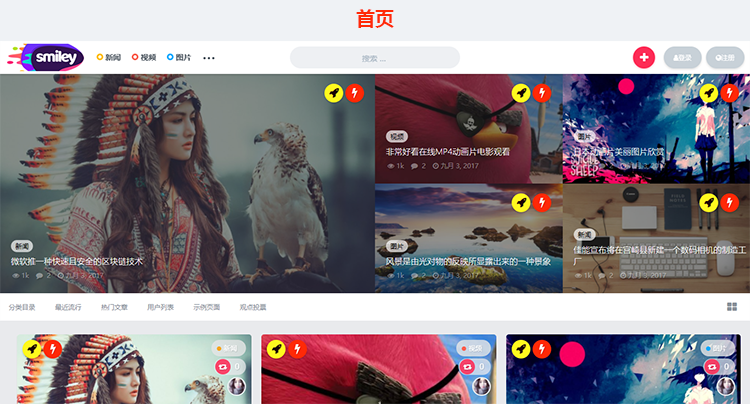 首页
smiley
新闻 视频 图片 •••
搜索 ...
登录 注册
新闻
微软推一种快速且安全的区块链技术
1k 2 九月 3, 2017
视频
非常好看在线MP4动画片电影观看
1k 2 九月 3, 2017
图片
日本动画片美丽图片欣赏
1k 2 九月 3, 2017
SHEEP
图片
风景是由光对物的反映所显露出来的一种景象
1k 2 九月 3, 2017
新闻
佳能宣布将在宫崎县新建一个数码相机的制造工
厂
1k 2 九月 3, 2017
分类目录 最近流行 热门文章 用户列表 示例页面 观点投票
新闻
0
视频
0
图片
0